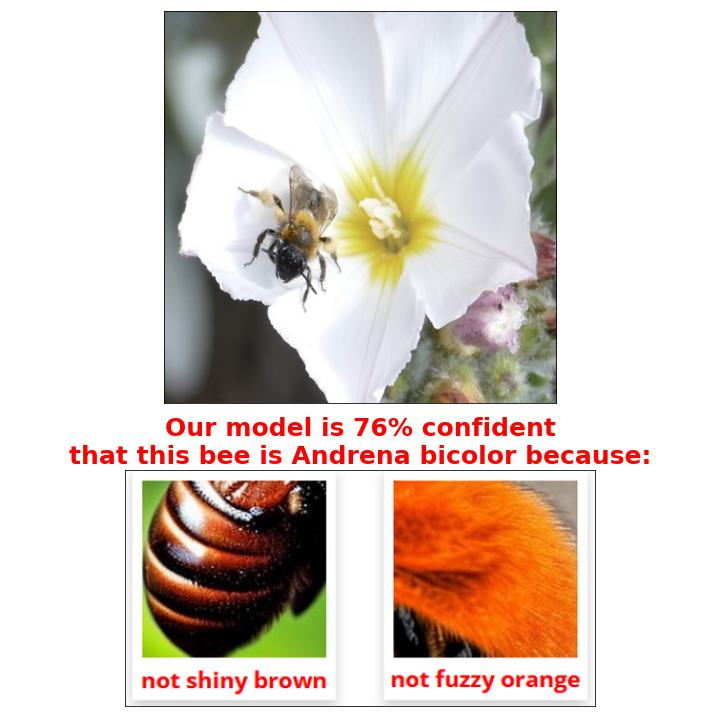 Our model is 76% confident
that this bee is Andrena bicolor because:
not shiny brown
not fuzzy orange